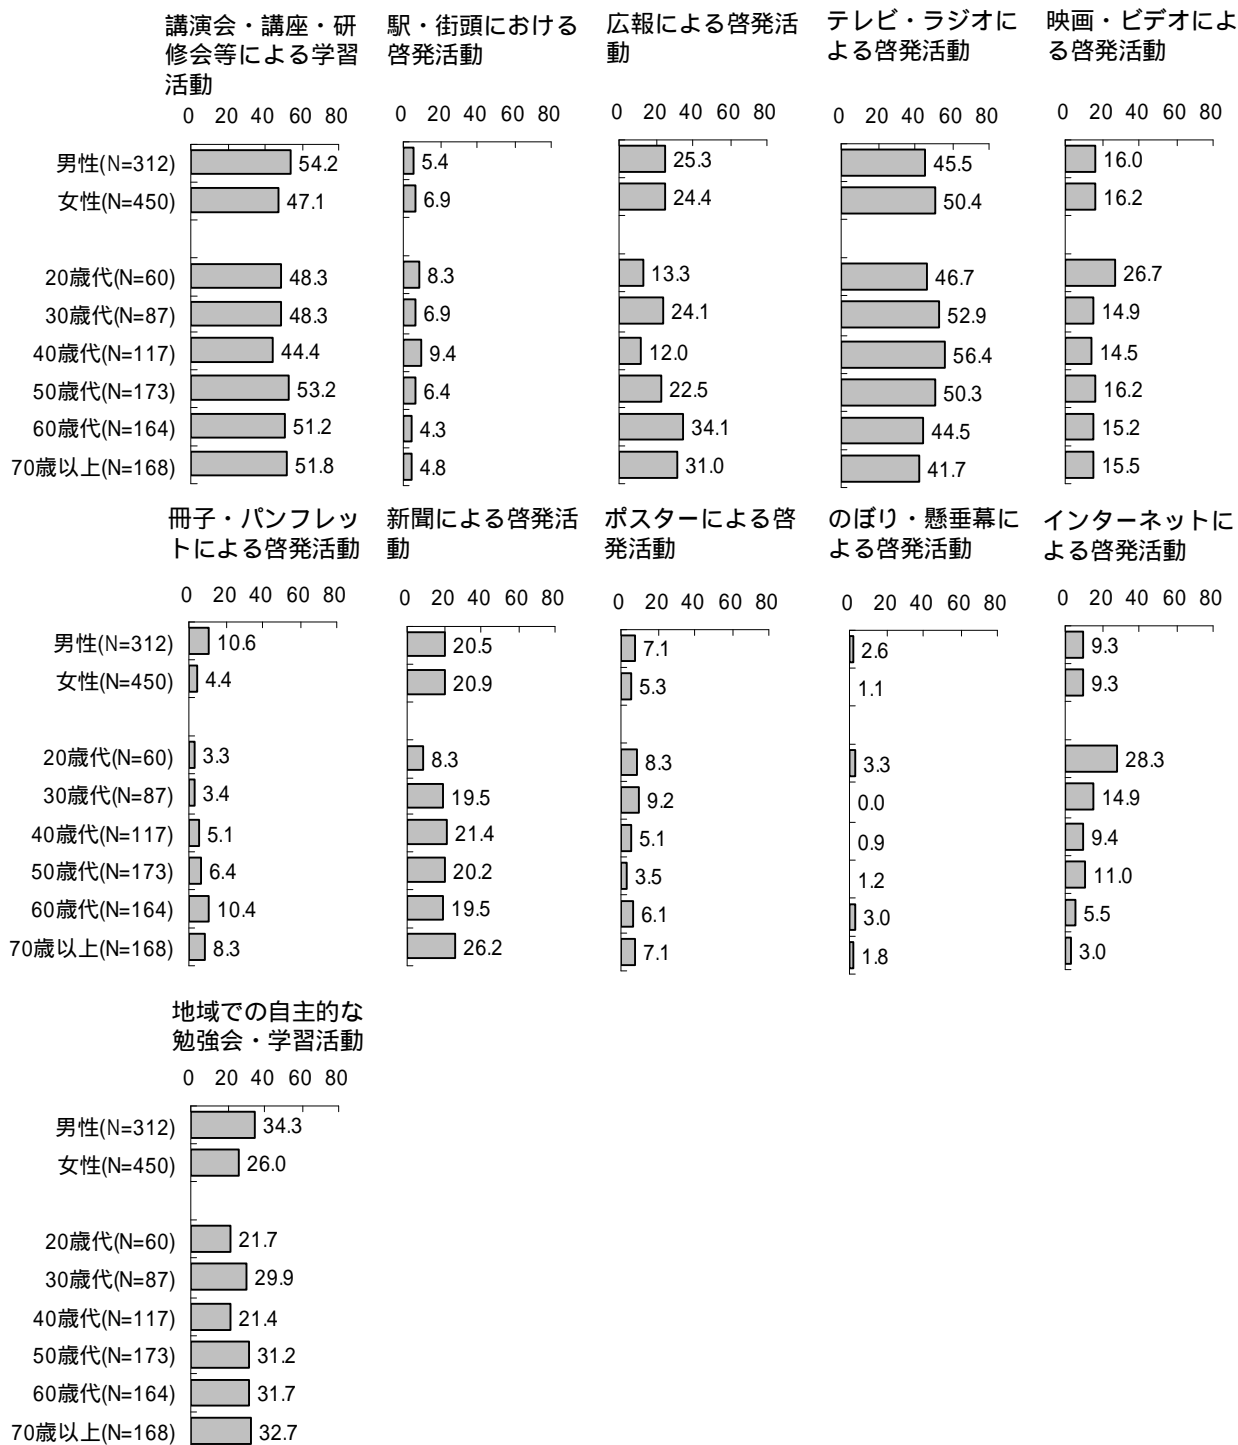 講演会・講座・研
修会等による学習
活動
駅・街頭における
啓発活動
広報による啓発活
動
テレビ・ラジオに
よる啓発活動
映画・ビデオによ
る啓発活動
0 20 40 60 80
0 20 40 60 80
0 20 40 60 80
0 20 40 60 80
0 20 40 60 80
男性(N=312) 54.2 5.4 25.3 45.5 16.0
女性(N=450) 47.1 6.9 24.4 50.4 16.2
20歳代(N=60) 48.3 8.3 13.3 46.7 26.7
30歳代(N=87) 48.3 6.9 24.1 52.9 14.9
40歳代(N=117) 44.4 9.4 12.0 56.4 14.5
50歳代(N=173) 53.2 6.4 22.5 50.3 16.2
60歳代(N=164) 51.2 4.3 34.1 44.5 15.2
70歳以上(N=168) 51.8 4.8 31.0 41.7 15.5
冊子・パンフレッ
トによる啓発活動
新聞による啓発活
動
ポスターによる啓
発活動
のぼり・懸垂幕に
よる啓発活動
インターネットに
よる啓発活動
0 20 40 60 80
0 20 40 60 80
0 20 40 60 80
0 20 40 60 80
0 20 40 60 80
男性(N=312) 10.6 20.5 7.1 2.6 9.3
女性(N=450) 4.4 20.9 5.3 1.1 9.3
20歳代(N=60) 3.3 8.3 8.3 3.3 28.3
30歳代(N=87) 3.4 19.5 9.2 0.0 14.9
40歳代(N=117) 5.1 21.4 5.1 0.9 9.4
50歳代(N=173) 6.4 20.2 3.5 1.2 11.0
60歳代(N=164) 10.4 19.5 6.1 3.0 5.5
70歳以上(N=168) 8.3 26.2 7.1 1.8 3.0
地域での自主的な
勉強会・学習活動
0 20 40 60 80
男性(N=312) 34.3
女性(N=450) 26.0
20歳代(N=60) 21.7
30歳代(N=87) 29.9
40歳代(N=117) 21.4
50歳代(N=173) 31.2
60歳代(N=164) 31.7
70歳以上(N=168) 32.7